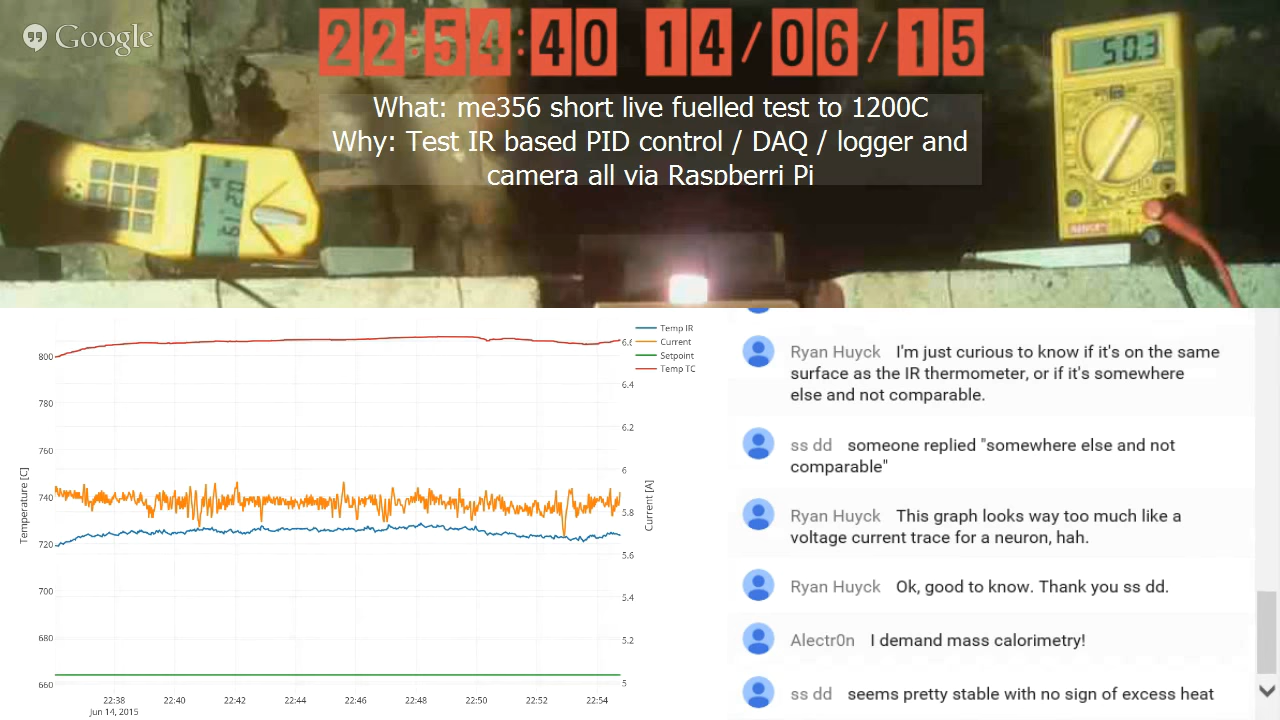 Google
22:54:40 14/06/15
What: me356 short live fuelled test to 1200C
Why: Test IR based PID control / DAQ / logger and
camera all via Raspberri Pi
50.3
Temp IR
Current
Setpoint
Temp TC
800
780
760
740
720
700
680
660
Temperature [C]
6.6
6.4
6.2
6
5.8
5.6
5.4
5.2
5
Current [A]
22:38
22:40
22:42
22:44
22:46
22:48
22:50
22:52
22:54
Jun 14, 2015
Ryan Huyck I'm just curious to know if it's on the same
surface as the IR thermometer, or if it's somewhere
else and not comparable.
ss dd someone replied "somewhere else and not
comparable"
Ryan Huyck This graph looks way too much like a
voltage current trace for a neuron, hah.
Ryan Huyck Ok, good to know. Thank you ss dd.
Alectr0n I demand mass calorimetry!
ss dd seems pretty stable with no sign of excess heat